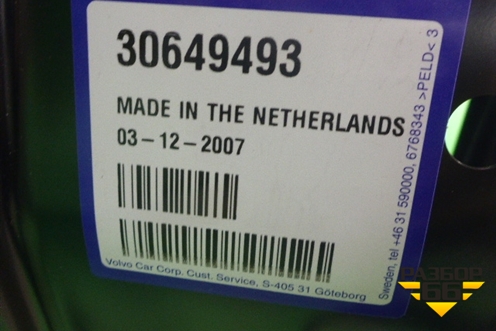 30649493
MADE IN THE NETHERLANDS
03-12-2007
Volvo Car Corp. Cust. Service, S-405 31 Göteborg
Sweden, tel +46 31 590000, 6768343 >PELD< 3
РАЗБОР
66